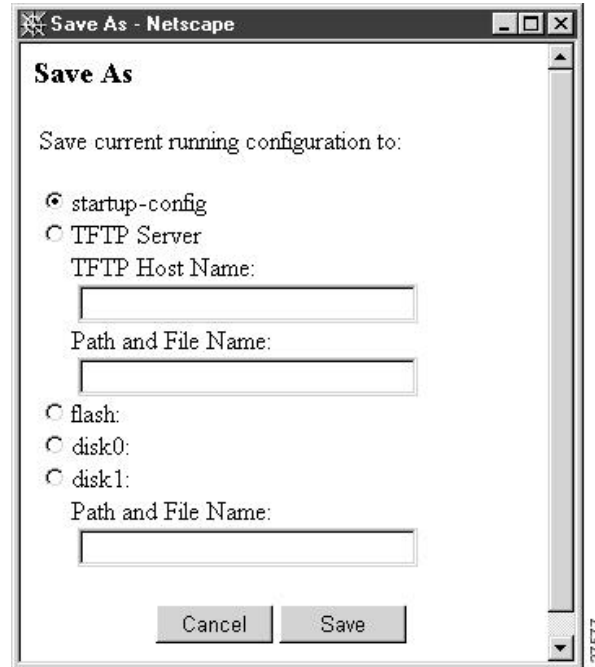 Save As - Netscape
Save As
Save current running configuration to:
startup-config
TFTP Server
TFTP Host Name:
Path and File Name:
flash:
disk0:
disk1:
Path and File Name:
Cancel
Save